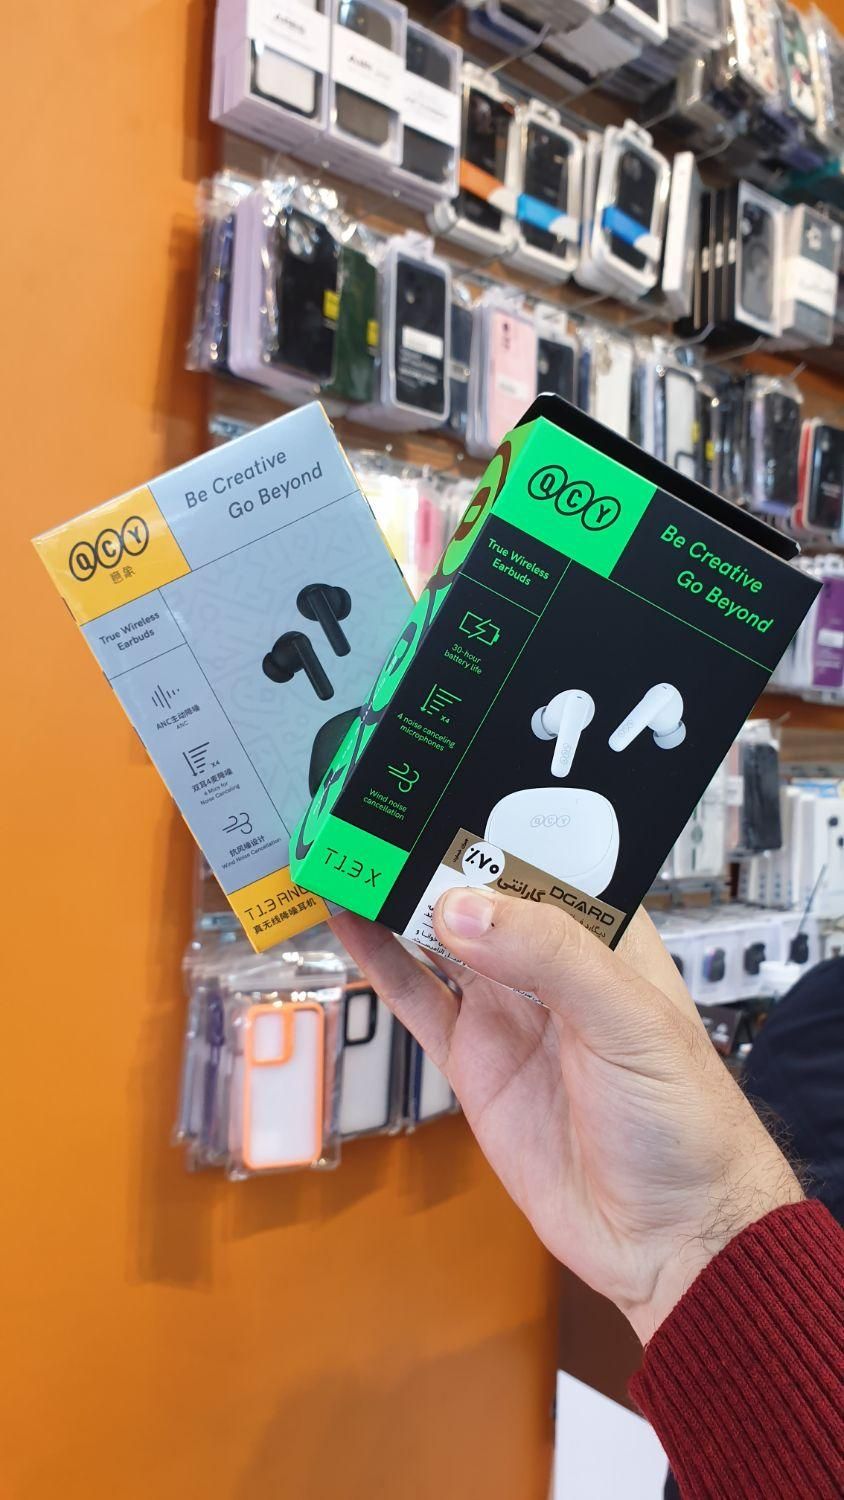 QCY
意象
Be Creative
Go Beyond
True Wireless
Earbuds
ANC主动降噪
ANC
X4
双耳4麦降噪
4 Mics for
Noise Canceling
抗风噪设计
Wind Noise Cancellation
T13 ANC
真无线降噪耳机
QCY
Be Creative
Go Beyond
True Wireless
Earbuds
30-hour
battery life
X4
4 noise canceling
microphones
Wind noise
cancellation
T13 X
QCY
٪۷۰
گارانتی
DGARD